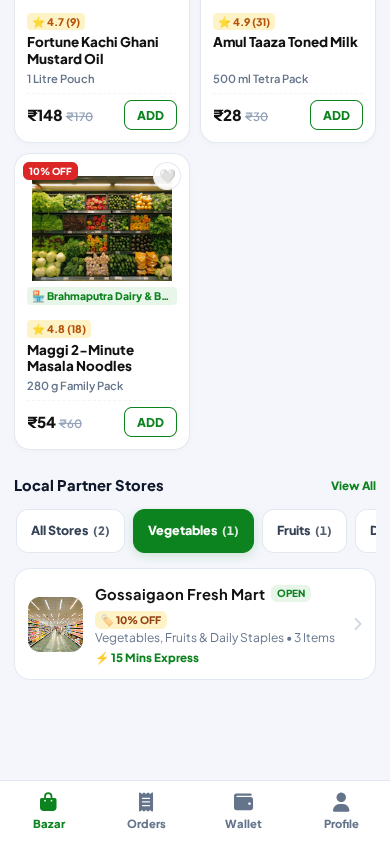 4.7 (9)
Fortune Kachi Ghani
Mustard Oil
1 Litre Pouch
₹148 ₹170
ADD
4.9 (31)
Amul Taaza Toned Milk
500 ml Tetra Pack
₹28 ₹30
ADD
10% OFF
Brahmaputra Dairy & B...
4.8 (18)
Maggi 2-Minute
Masala Noodles
280 g Family Pack
₹54 ₹60
ADD
Local Partner Stores
View All
All Stores (2)
Vegetables (1)
Fruits (1)
Gossaigaon Fresh Mart OPEN
10% OFF
Vegetables, Fruits & Daily Staples • 3 Items
15 Mins Express
Bazar
Orders
Wallet
Profile